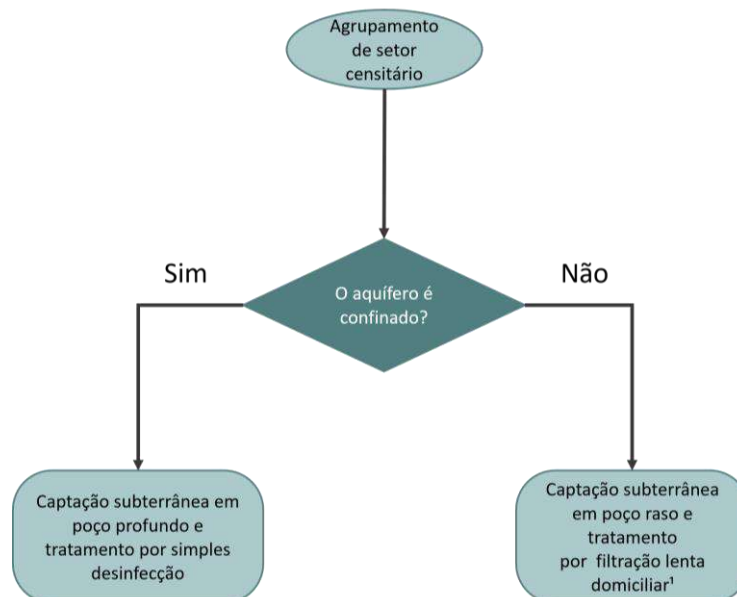 Agrupamento
de setor
censitário
Sim
Não
O aquífero é
confinado?
Captação subterrânea em
poço profundo e
tratamento por simples
desinfecção
Captação subterrânea
em poço raso e
tratamento
por filtração lenta
domiciliar¹